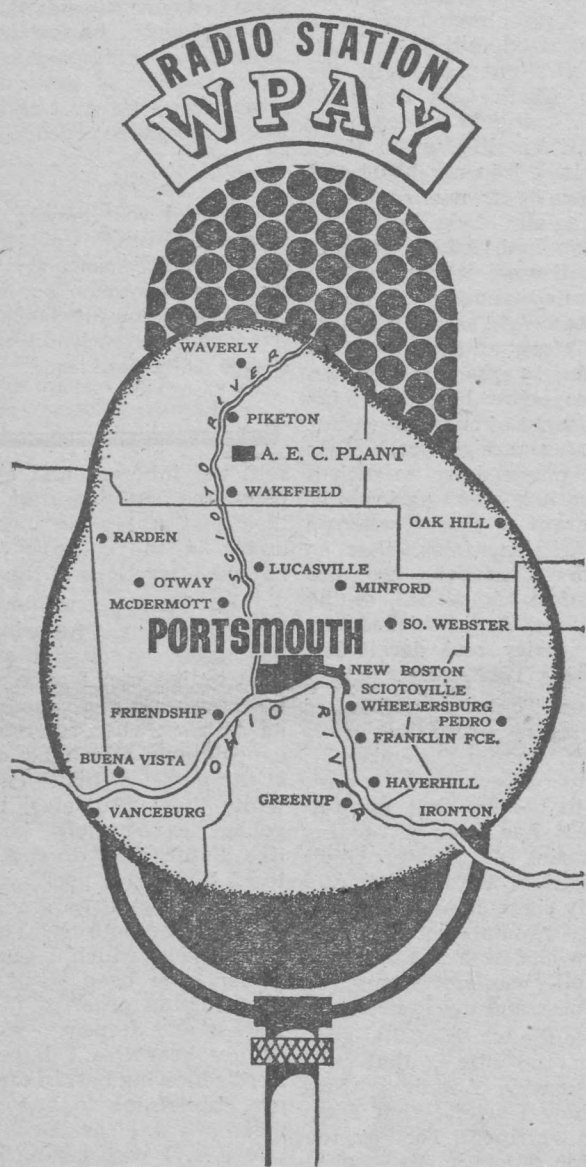 RADIO STATION
WPAY
WAVERLY
SCIOTO RIVER
PIKETON
A. E. C. PLANT
WAKEFIELD
OAK HILL
RARDEN
LUCASVILLE
OTWAY
MINFORD
McDERMOTT
SO. WEBSTER
PORTSMOUTH
NEW BOSTON
SCIOTOVILLE
WHEELERSBURG
FRIENDSHIP
PEDRO
OHIO RIVER
FRANKLIN FCE.
BUENA VISTA
HAVERHILL
GREENUP
VANCEBURG
IRONTON